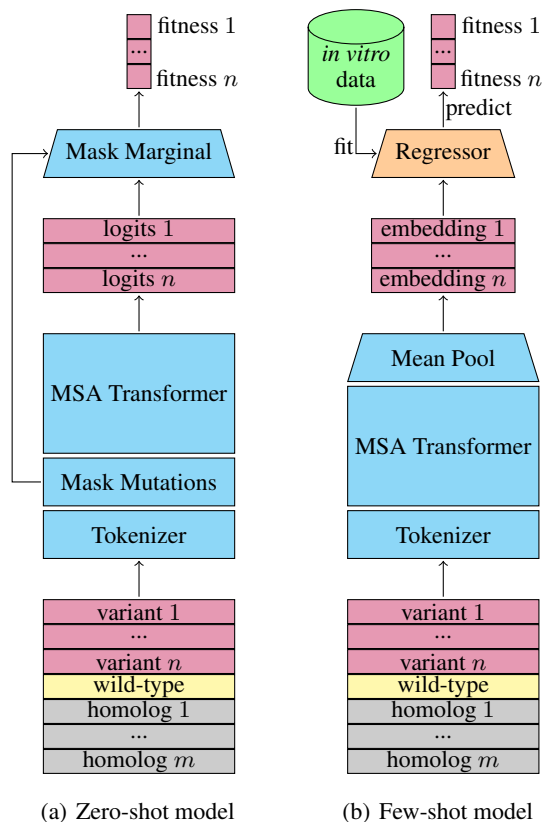 fitness 1
...
fitness n
Mask Marginal
logits 1
...
logits n
MSA Transformer
Mask Mutations
Tokenizer
variant 1
...
variant n
wild-type
homolog 1
...
homolog m
(a) Zero-shot model
in vitro
data
fitness 1
...
fitness n
predict
fit
Regressor
embedding 1
...
embedding n
Mean Pool
MSA Transformer
Tokenizer
variant 1
...
variant n
wild-type
homolog 1
...
homolog m
(b) Few-shot model